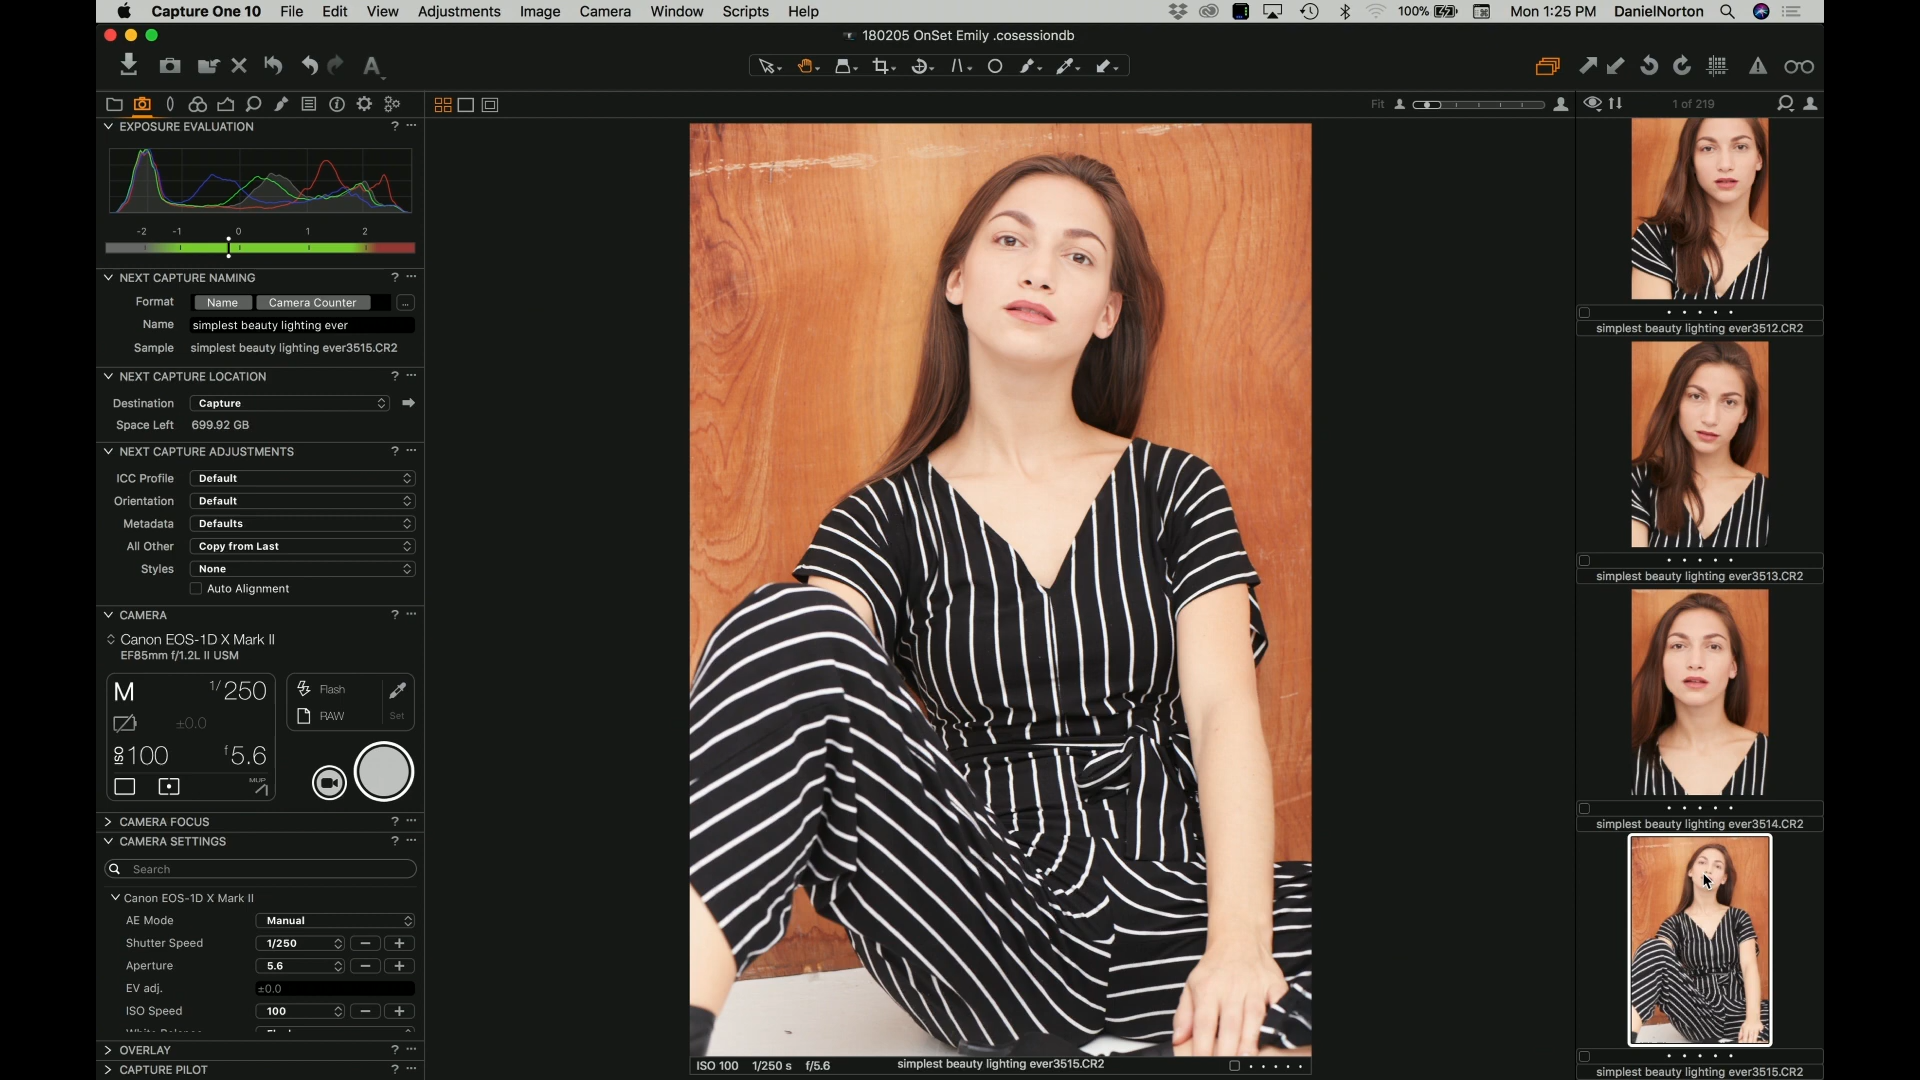 Capture One 10 File Edit View Adjustments Image Camera Window Scripts Help 100% Mon 1:25 PM DanielNorton
180205 OnSet Emily .cosessiondb
A
Fit 1 of 219
EXPOSURE EVALUATION ? ...
-2 -1 0 1 2
NEXT CAPTURE NAMING ? ...
Format Name Camera Counter ...
Name simplest beauty lighting ever
Sample simplest beauty lighting ever3515.CR2
NEXT CAPTURE LOCATION ? ...
Destination Capture
Space Left 699.92 GB
NEXT CAPTURE ADJUSTMENTS ? ...
ICC Profile Default
Orientation Default
Metadata Defaults
All Other Copy from Last
Styles None
Auto Alignment
CAMERA ? ...
Canon EOS-1D X Mark II
EF85mm f/1.2L II USM
M 1/250 Flash
±0.0 RAW Set
ISO 100 f5.6
MUP
CAMERA FOCUS ? ...
CAMERA SETTINGS ? ...
Search
Canon EOS-1D X Mark II
AE Mode Manual
Shutter Speed 1/250 − +
Aperture 5.6 − +
EV adj. ±0.0
ISO Speed 100 − +
OVERLAY ? ...
CAPTURE PILOT ? ...
ISO 100 1/250 s f/5.6 simplest beauty lighting ever3515.CR2
simplest beauty lighting ever3512.CR2
simplest beauty lighting ever3513.CR2
simplest beauty lighting ever3514.CR2
simplest beauty lighting ever3515.CR2